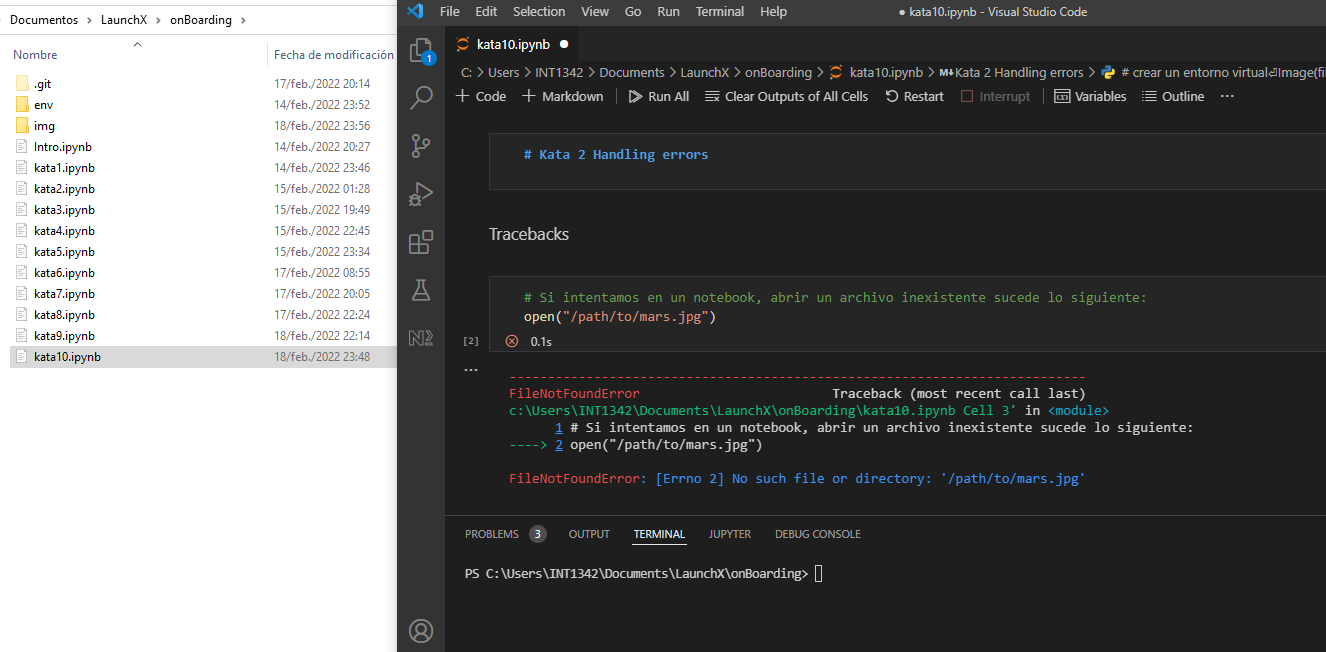 Documentos > LaunchX > onBoarding >
Nombre Fecha de modificación
.git 17/feb./2022 20:14
env 14/feb./2022 23:52
img 18/feb./2022 23:56
Intro.ipynb 14/feb./2022 20:27
kata1.ipynb 14/feb./2022 23:46
kata2.ipynb 15/feb./2022 01:28
kata3.ipynb 15/feb./2022 19:49
kata4.ipynb 15/feb./2022 22:45
kata5.ipynb 15/feb./2022 23:34
kata6.ipynb 17/feb./2022 08:55
kata7.ipynb 17/feb./2022 20:05
kata8.ipynb 17/feb./2022 22:24
kata9.ipynb 18/feb./2022 22:14
kata10.ipynb 18/feb./2022 23:48
File Edit Selection View Go Run Terminal Help ● kata10.ipynb - Visual Studio Code
1
kata10.ipynb ●
C: > Users > INT1342 > Documents > LaunchX > onBoarding > kata10.ipynb > M↓Kata 2 Handling errors > # crear un entorno virtual⏎Image(fi
+ Code + Markdown Run All Clear Outputs of All Cells Restart Interrupt Variables Outline ...
# Kata 2 Handling errors
Tracebacks
# Si intentamos en un notebook, abrir un archivo inexistente sucede lo siguiente:
open("/path/to/mars.jpg")
[2] 0.1s
...
---------------------------------------------------------------------------
FileNotFoundError Traceback (most recent call last)
c:\Users\INT1342\Documents\LaunchX\onBoarding\kata10.ipynb Cell 3' in <module>
1 # Si intentamos en un notebook, abrir un archivo inexistente sucede lo siguiente:
----> 2 open("/path/to/mars.jpg")
FileNotFoundError: [Errno 2] No such file or directory: '/path/to/mars.jpg'
PROBLEMS 3 OUTPUT TERMINAL JUPYTER DEBUG CONSOLE
PS C:\Users\INT1342\Documents\LaunchX\onBoarding>